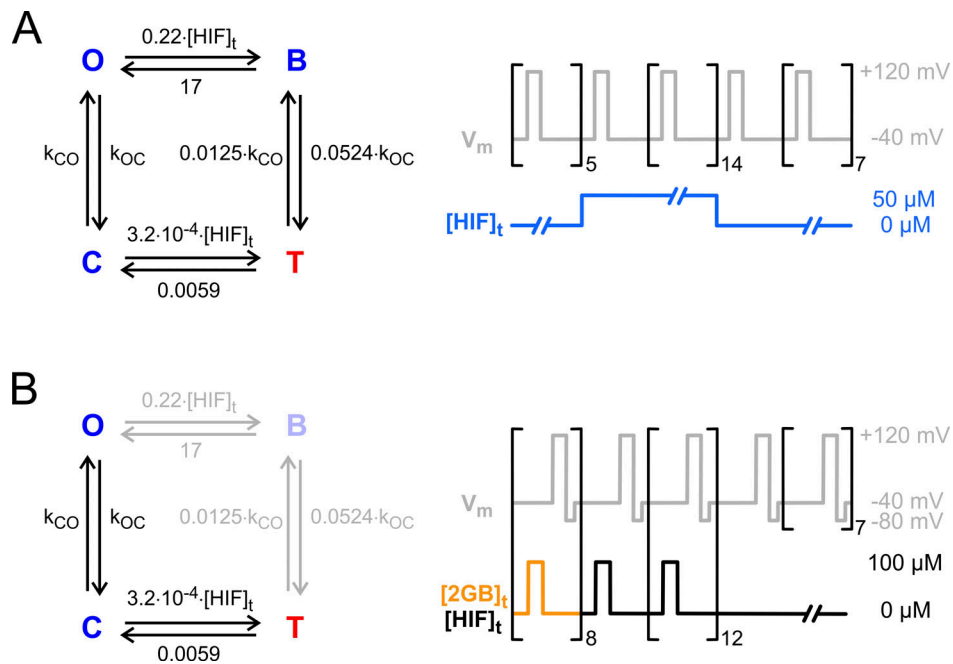 A
0.22·[HIF]t
O B
17
kCO kOC 0.0125·kCO 0.0524·kOC
3.2·10-4·[HIF]t
C T
0.0059
+120 mV
Vm
-40 mV
5 14 7
50 µM
[HIF]t
0 µM
B
0.22·[HIF]t
O B
17
kCO kOC 0.0125·kCO 0.0524·kOC
3.2·10-4·[HIF]t
C T
0.0059
+120 mV
Vm
-40 mV
-80 mV
7
100 µM
[2GB]t
[HIF]t
0 µM
8 12